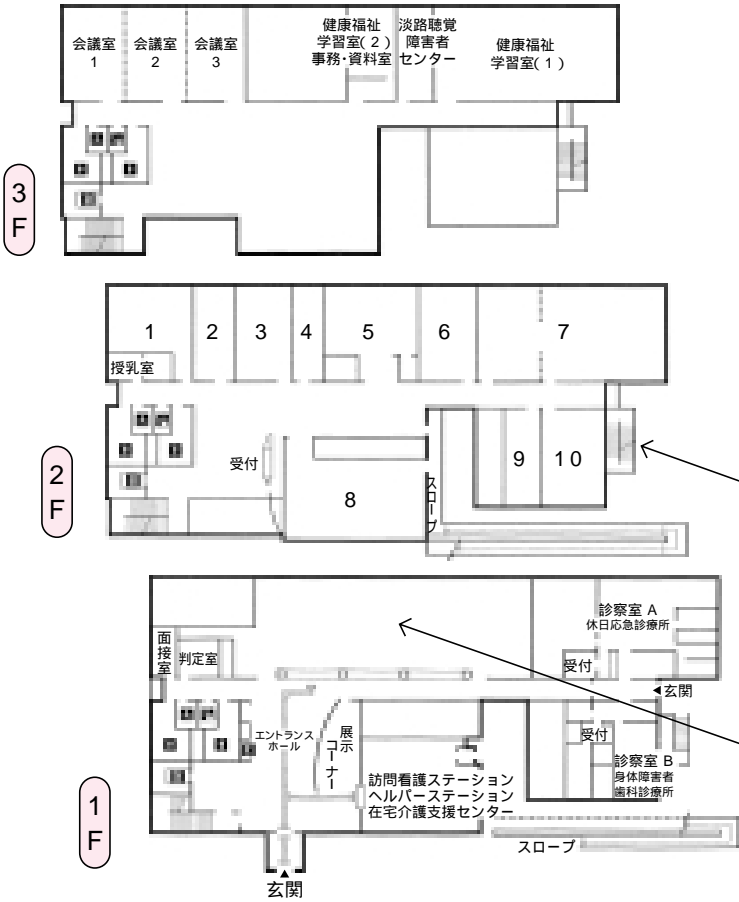 会議室
1
会議室
2
会議室
3
健康福祉
学習室(2)
事務・資料室
淡路聴覚
障害者
センター
健康福祉
学習室(1)
3
F
1
2
3
4
5
6
7
授乳室
受付
8
9
10
スロープ
2
F
面接室
判定室
診察室 A
休日応急診療所
受付
玄関
エントランス
ホール
展示
コーナー
受付
診察室 B
身体障害者
歯科診療所
訪問看護ステーション
ヘルパーステーション
在宅介護支援センター
スロープ
1
F
玄関